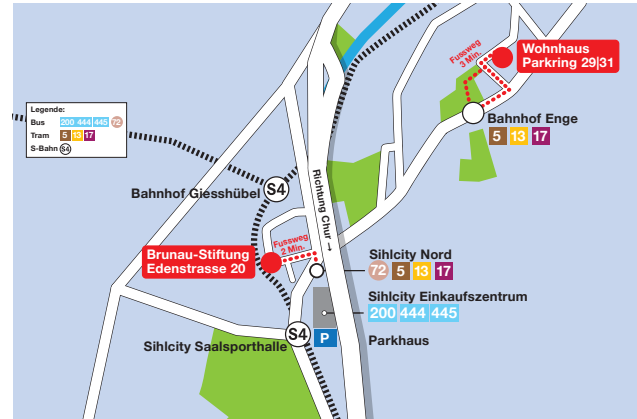 Fussweg
3 Min.
Wohnhaus
Parkring 29|31
Legende:
Bus 200 444 445 72
Tram 5 13 17
S-Bahn S4
Bahnhof Enge
5 13 17
Bahnhof Giesshübel
S4
Richtung Chur →
Fussweg
2 Min.
Brunau-Stiftung
Edenstrasse 20
Sihlcity Nord
72 5 13 17
Sihlcity Einkaufszentrum
200 444 445
Sihlcity Saalsporthalle
S4
P
Parkhaus